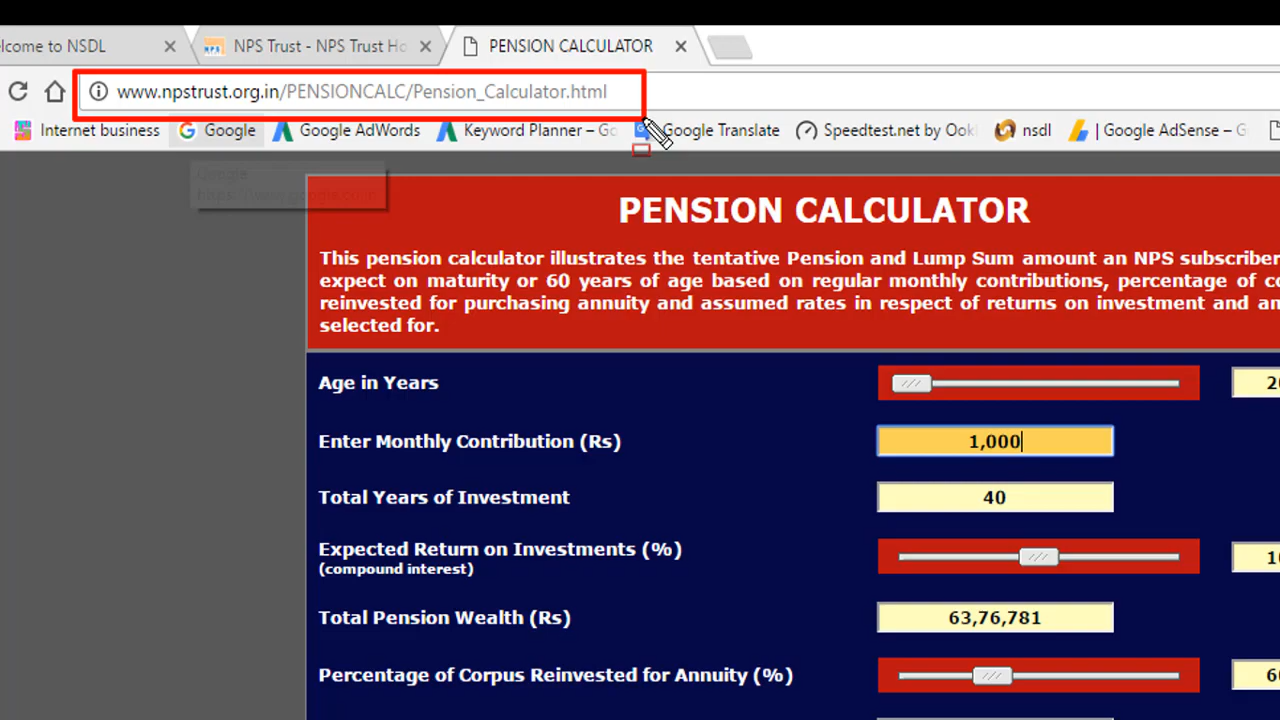 elcome to NSDL
NPS Trust - NPS Trust Ho
PENSION CALCULATOR
www.npstrust.org.in/PENSIONCALC/Pension_Calculator.html
Internet business
Google
Google AdWords
Keyword Planner – Go
Google Translate
Speedtest.net by Ookl
nsdl
| Google AdSense – G
Google
PENSION CALCULATOR
This pension calculator illustrates the tentative Pension and Lump Sum amount an NPS subscriber
expect on maturity or 60 years of age based on regular monthly contributions, percentage of co
reinvested for purchasing annuity and assumed rates in respect of returns on investment and an
selected for.
Age in Years
20
Enter Monthly Contribution (Rs)
1,000
Total Years of Investment
40
Expected Return on Investments (%)
10
(compound interest)
Total Pension Wealth (Rs)
63,76,781
Percentage of Corpus Reinvested for Annuity (%)
60